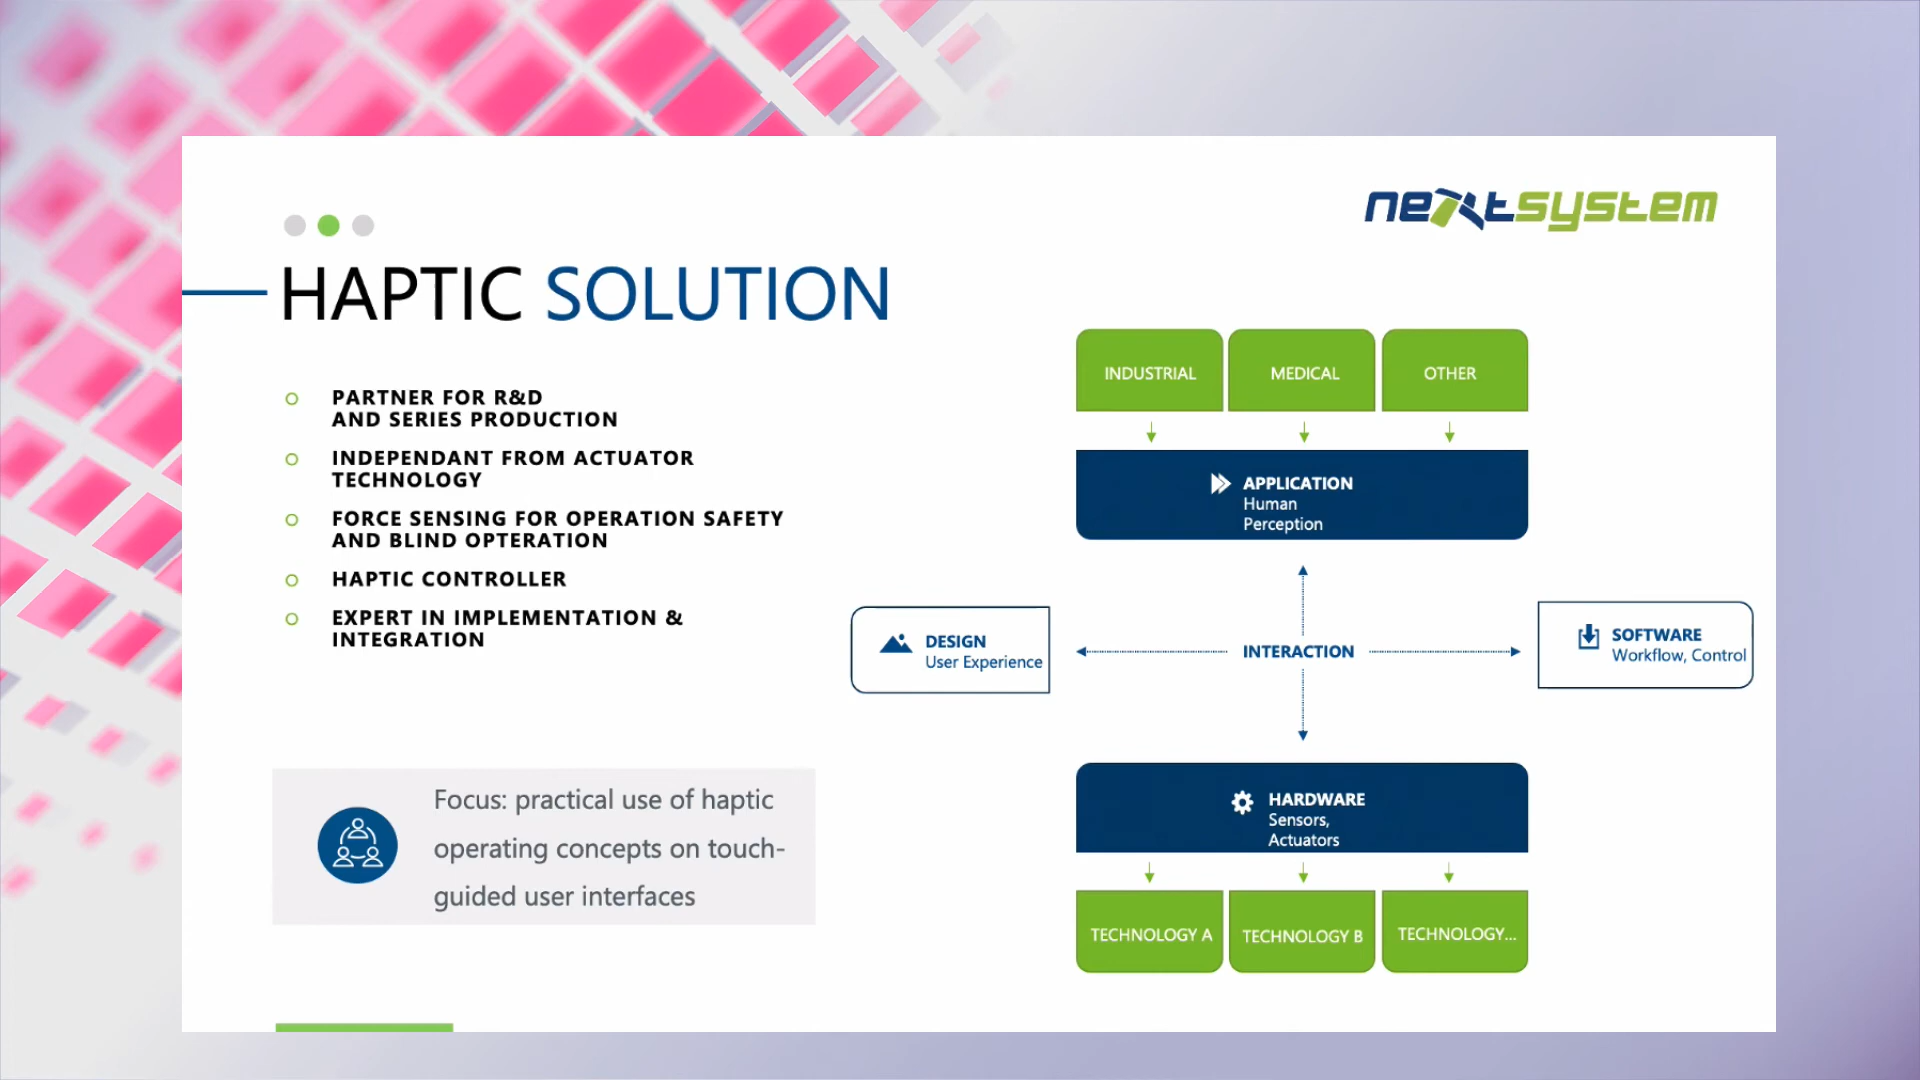 nextsystem
HAPTIC SOLUTION
PARTNER FOR R&D
AND SERIES PRODUCTION
INDEPENDANT FROM ACTUATOR
TECHNOLOGY
FORCE SENSING FOR OPERATION SAFETY
AND BLIND OPTERATION
HAPTIC CONTROLLER
EXPERT IN IMPLEMENTATION &
INTEGRATION
Focus: practical use of haptic
operating concepts on touch-
guided user interfaces
INDUSTRIAL
MEDICAL
OTHER
APPLICATION
Human
Perception
DESIGN
User Experience
INTERACTION
SOFTWARE
Workflow, Control
HARDWARE
Sensors,
Actuators
TECHNOLOGY A
TECHNOLOGY B
TECHNOLOGY...